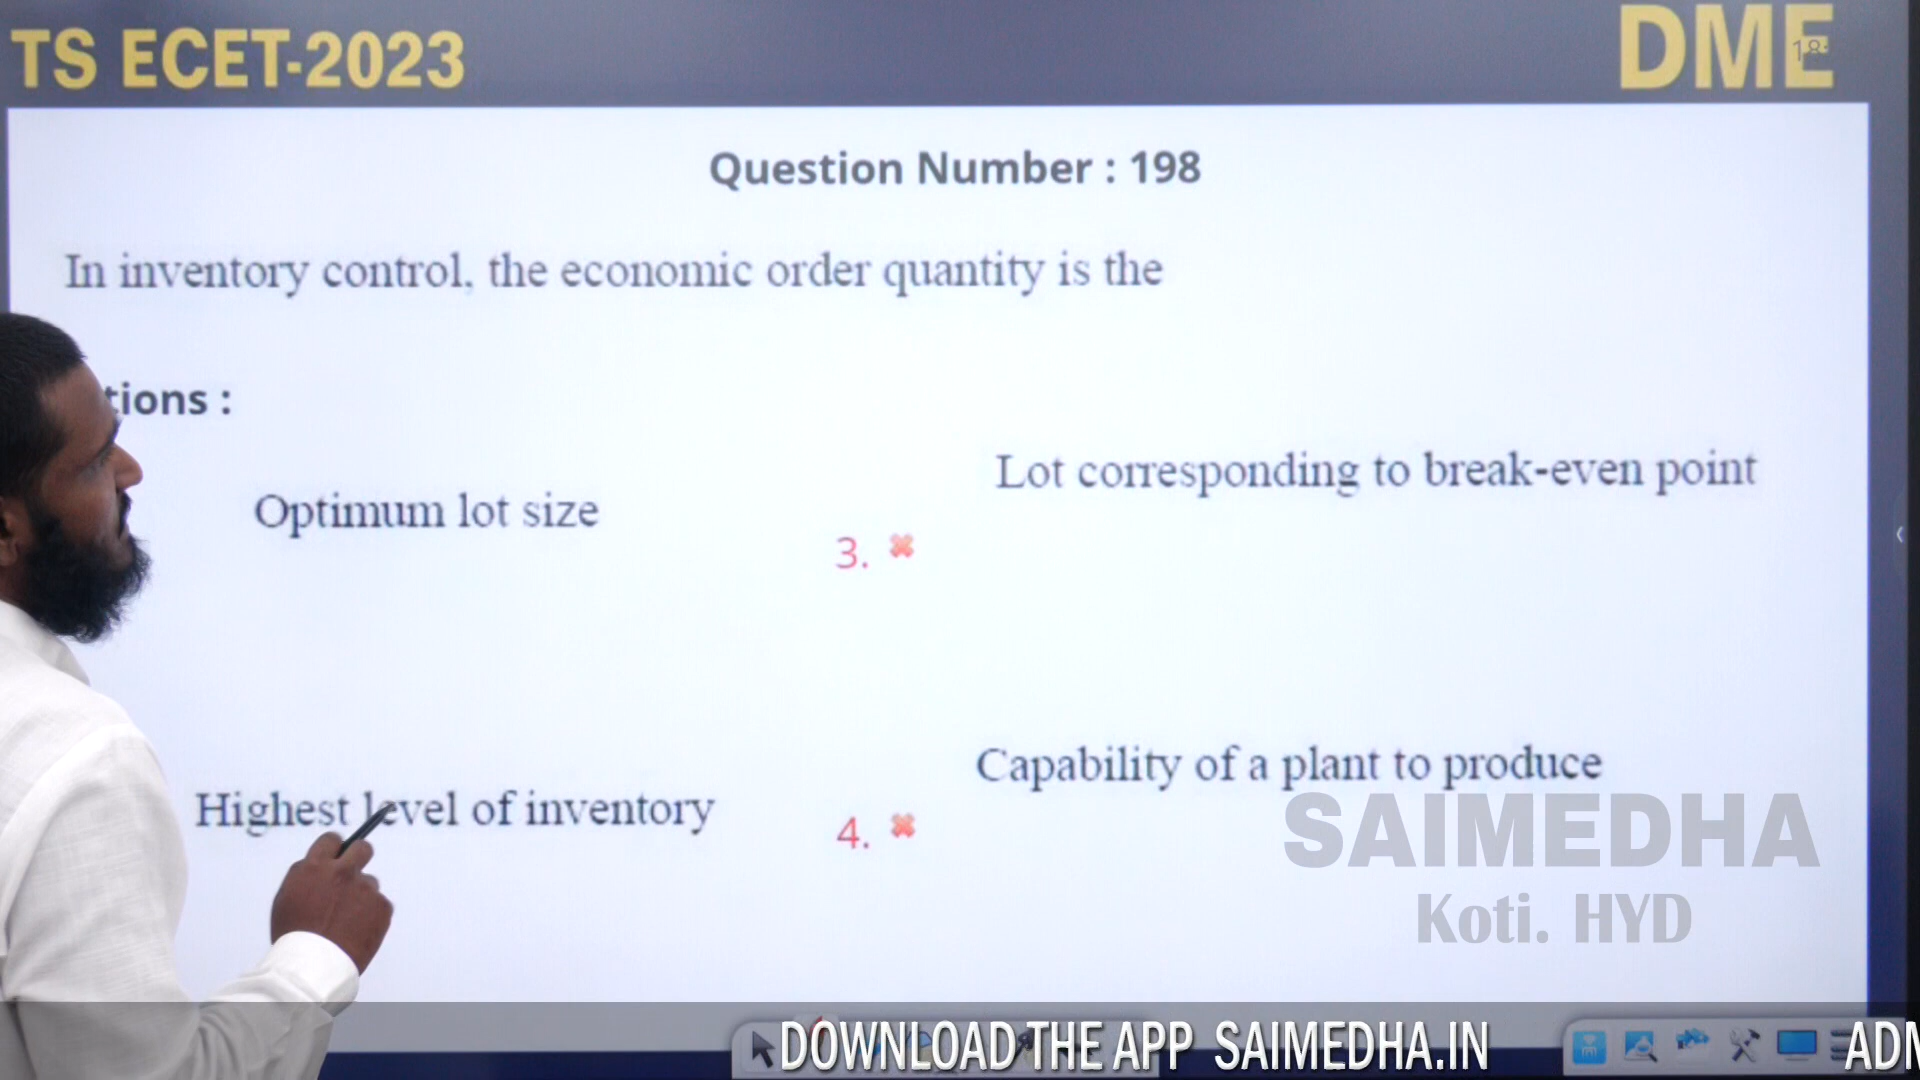 TS ECET-2023
DME
18:
Question Number : 198
In inventory control, the economic order quantity is the
tions :
Optimum lot size
Lot corresponding to break-even point
3.
Highest level of inventory
Capability of a plant to produce
4.
SAIMEDHA
Koti. HYD
DOWNLOAD THE APP SAIMEDHA.IN
ADM